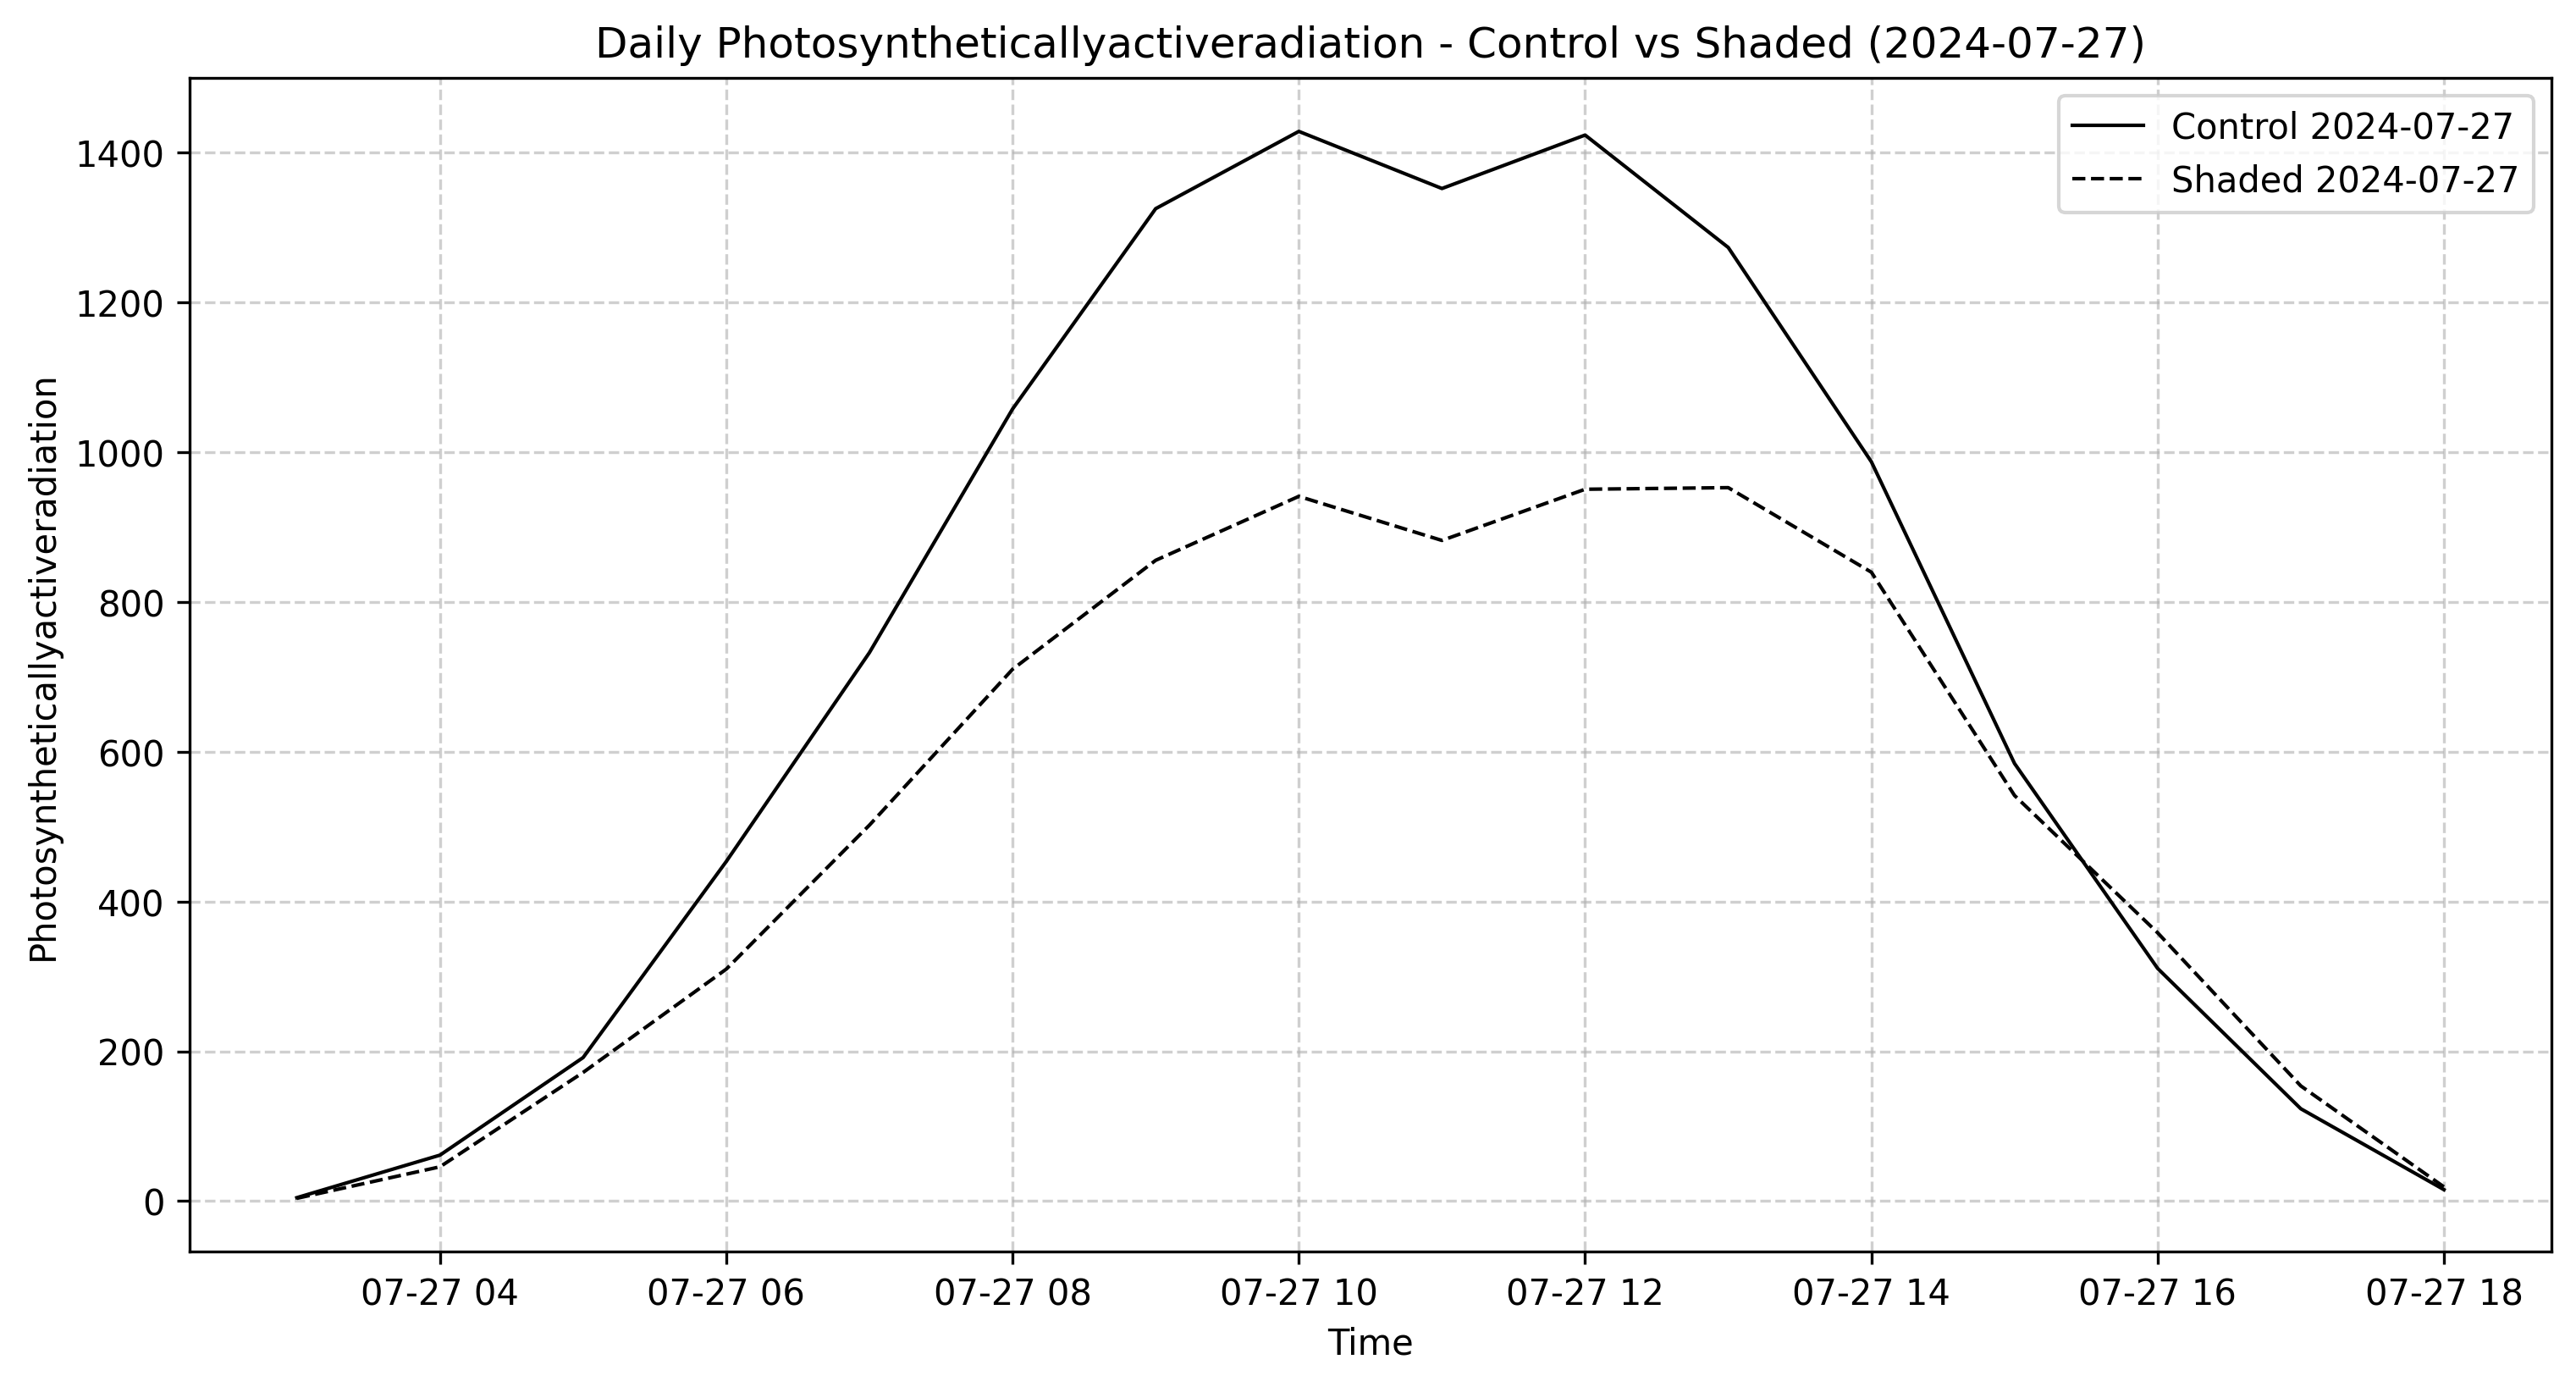 Daily Photosyntheticallyactiveradiation - Control vs Shaded (2024-07-27)
Control 2024-07-27
Shaded 2024-07-27
Photosyntheticallyactiveradiation
1400
1200
1000
800
600
400
200
0
07-27 04 07-27 06 07-27 08 07-27 10 07-27 12 07-27 14 07-27 16 07-27 18
Time